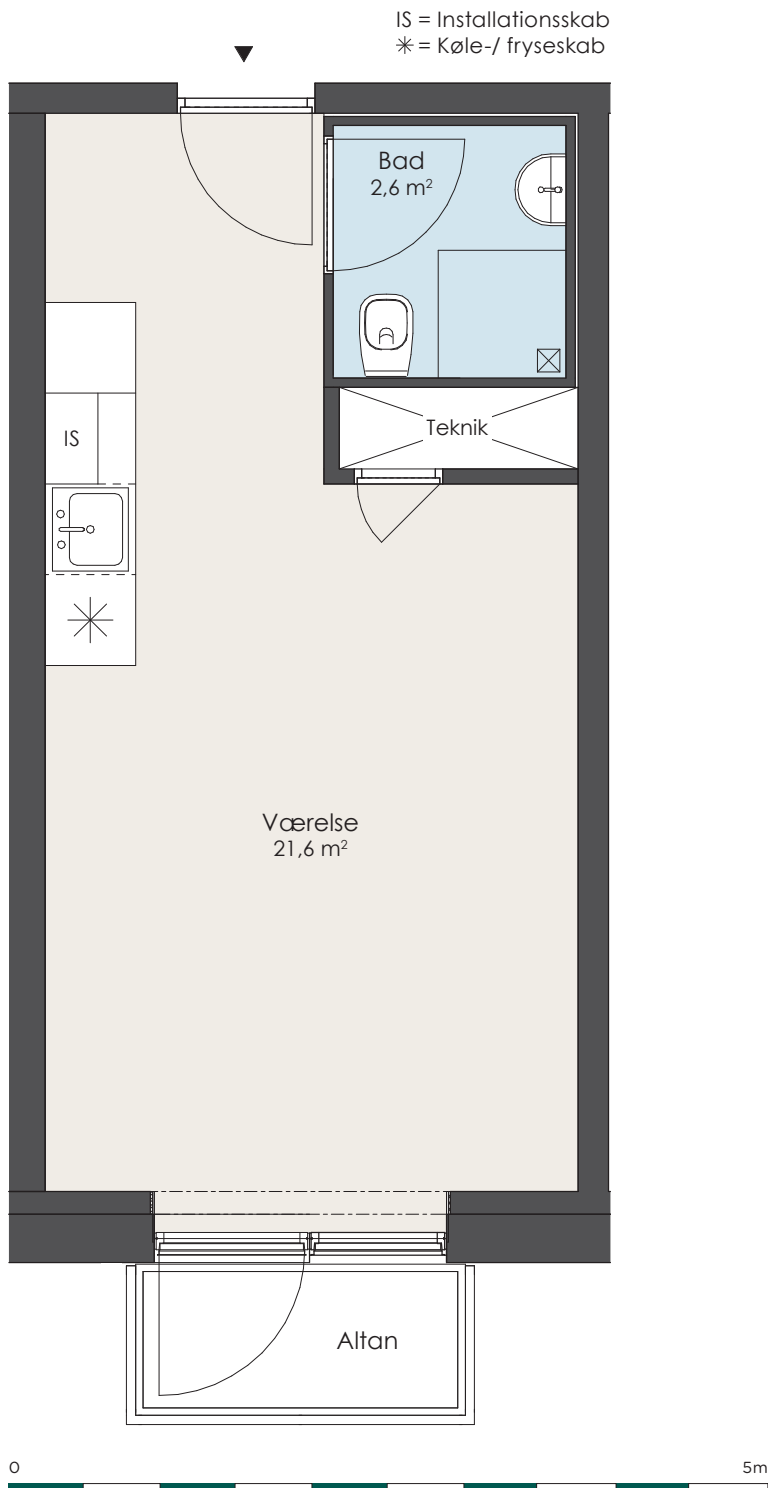 IS = Installationsskab
✳ = Køle-/ fryseskab
Bad
2,6 m²
Teknik
IS
Værelse
21,6 m²
Altan
0
5m